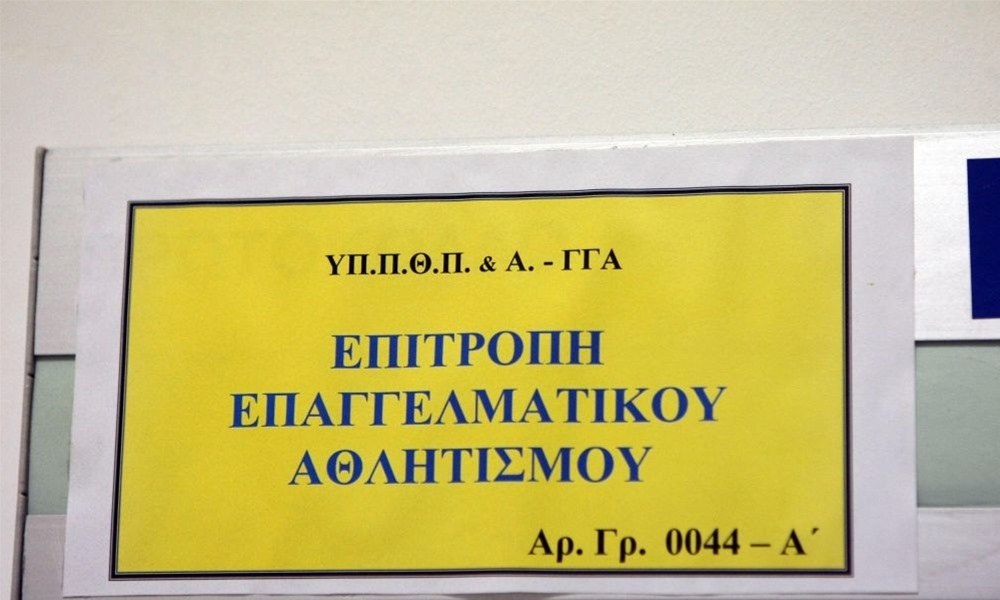 ΥΠ.Π.Θ.Π. & Α. - ΓΓΑ
ΕΠΙΤΡΟΠΗ
ΕΠΑΓΓΕΛΜΑΤΙΚΟΥ
ΑΘΛΗΤΙΣΜΟΥ
Αρ. Γρ. 0044 – Α΄